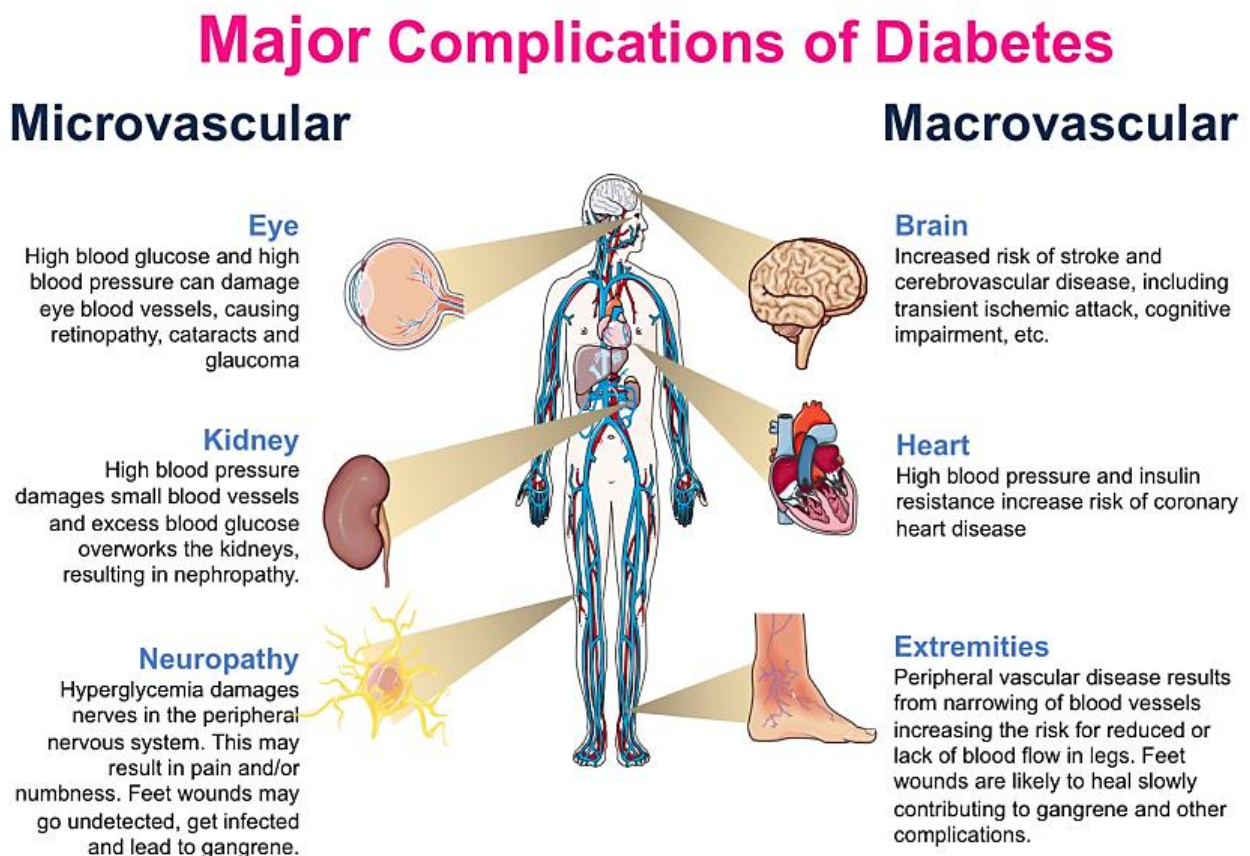 Major Complications of Diabetes
Microvascular
Macrovascular
Eye
High blood glucose and high
blood pressure can damage
eye blood vessels, causing
retinopathy, cataracts and
glaucoma
Kidney
High blood pressure
damages small blood vessels
and excess blood glucose
overworks the kidneys,
resulting in nephropathy.
Neuropathy
Hyperglycemia damages
nerves in the peripheral
nervous system. This may
result in pain and/or
numbness. Feet wounds may
go undetected, get infected
and lead to gangrene.
Brain
Increased risk of stroke and
cerebrovascular disease, including
transient ischemic attack, cognitive
impairment, etc.
Heart
High blood pressure and insulin
resistance increase risk of coronary
heart disease
Extremities
Peripheral vascular disease results
from narrowing of blood vessels
increasing the risk for reduced or
lack of blood flow in legs. Feet
wounds are likely to heal slowly
contributing to gangrene and other
complications.